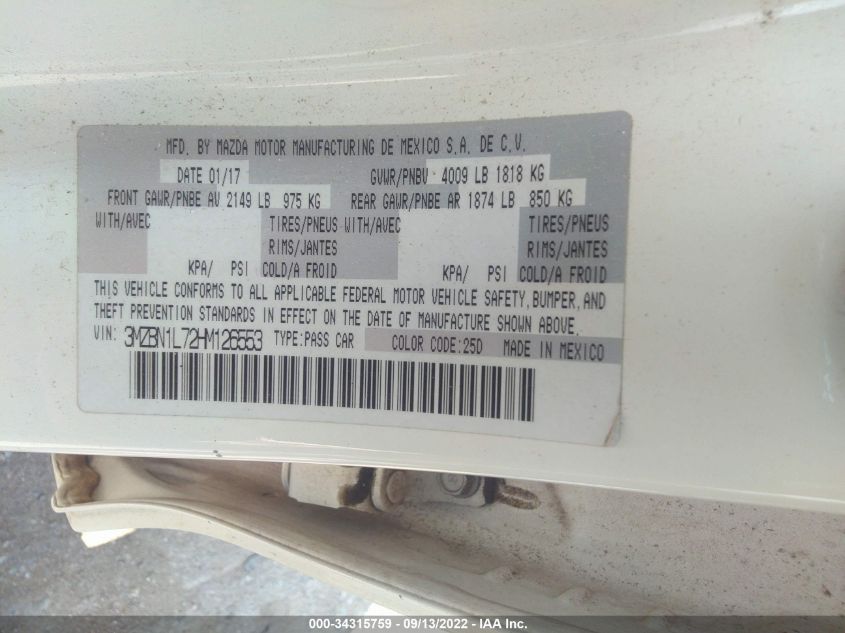 MFD. BY MAZDA MOTOR MANUFACTURING DE MEXICO S.A. DE C.V.
DATE 01/17 GVWR/PNBV 4009 LB 1818 KG
FRONT GAWR/PNBE AV 2149 LB 975 KG REAR GAWR/PNBE AR 1874 LB 850 KG
WITH/AVEC TIRES/PNEUS WITH/AVEC TIRES/PNEUS
RIMS/JANTES RIMS/JANTES
KPA/ PSI COLD/A FROID KPA/ PSI COLD/A FROID
THIS VEHICLE CONFORMS TO ALL APPLICABLE FEDERAL MOTOR VEHICLE SAFETY, BUMPER, AND
THEFT PREVENTION STANDARDS IN EFFECT ON THE DATE OF MANUFACTURE SHOWN ABOVE.
VIN: 3MZBN1L72HM126553 TYPE:PASS CAR COLOR CODE:25D MADE IN MEXICO
000-34315759 - 09/13/2022 - IAA Inc.